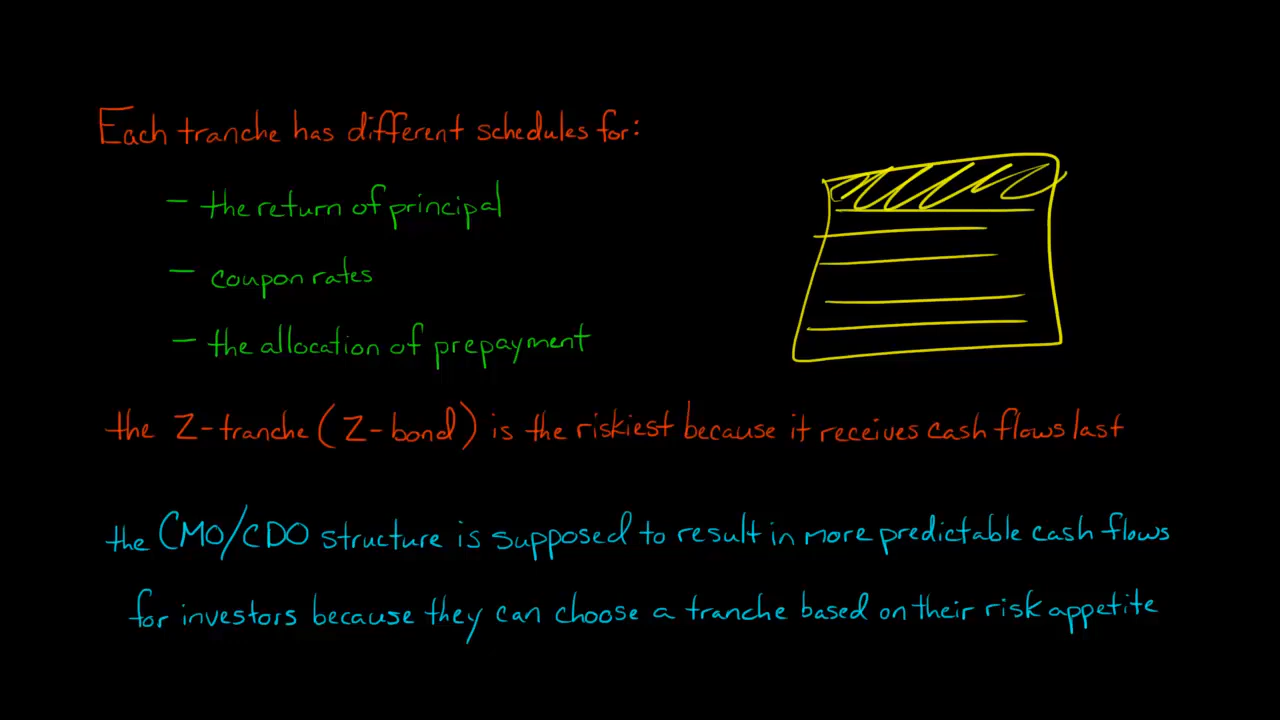 Each tranche has different schedules for:
- the return of principal
- coupon rates
- the allocation of prepayment
the Z-tranche (Z-bond) is the riskiest because it receives cash flows last
the CMO/CDO structure is supposed to result in more predictable cash flows
for investors because they can choose a tranche based on their risk appetite